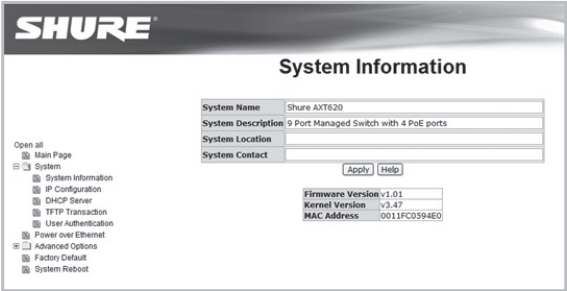 SHURE
System Information
System Name Shure AXT620
System Description 9 Port Managed Switch with 4 PoE ports
System Location
System Contact
Apply Help
Firmware Version v1.01
Kernel Version v3.47
MAC Address 0011FC0594E0
Open all
Main Page
System
System Information
IP Configuration
DHCP Server
TFTP Transaction
User Authentication
Power over Ethernet
Advanced Options
Factory Default
System Reboot